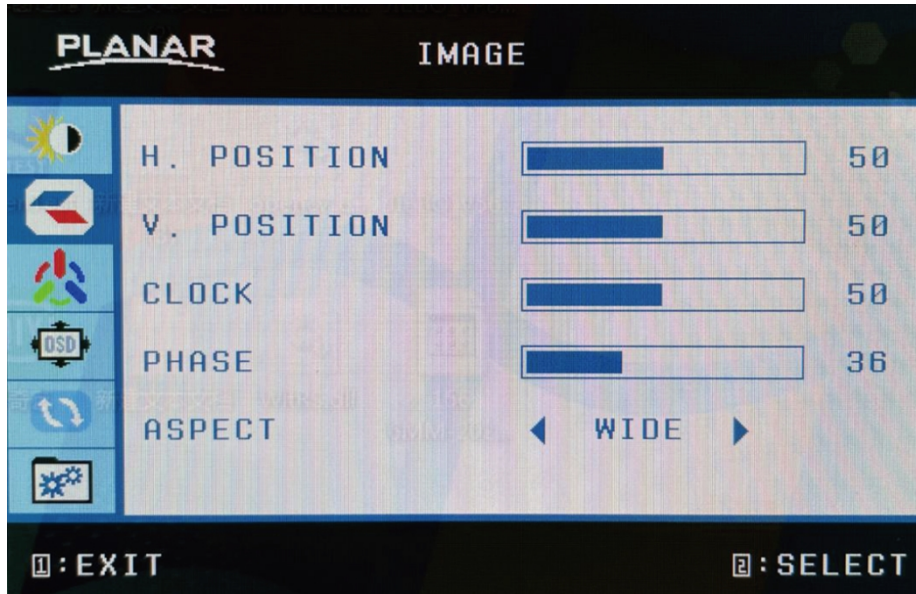 PLANAR IMAGE
H. POSITION 50
V. POSITION 50
CLOCK 50
PHASE 36
OSD
ASPECT WIDE
1:EXIT 2:SELECT